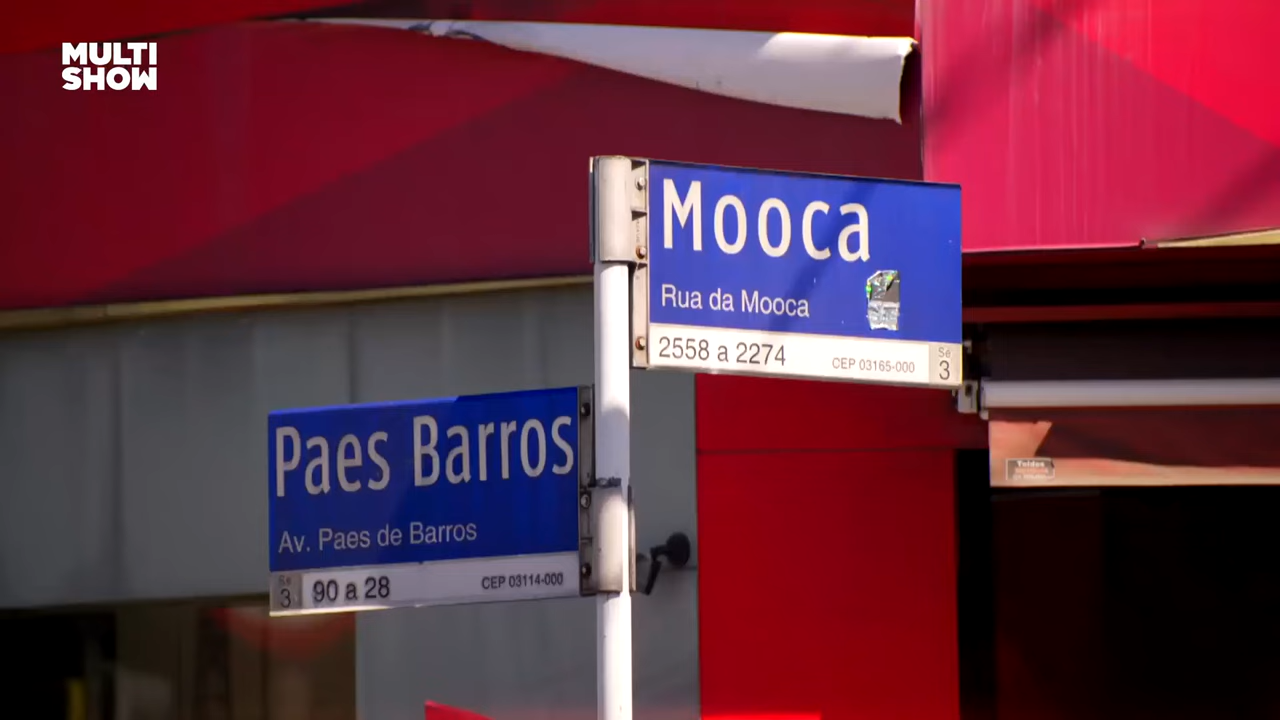 MULTI
SHOW
Mooca
Rua da Mooca
2558 a 2274
CEP 03165-000
Sé
3
Paes Barros
Av. Paes de Barros
Sé
3
90 a 28
CEP 03114-000
Toldos